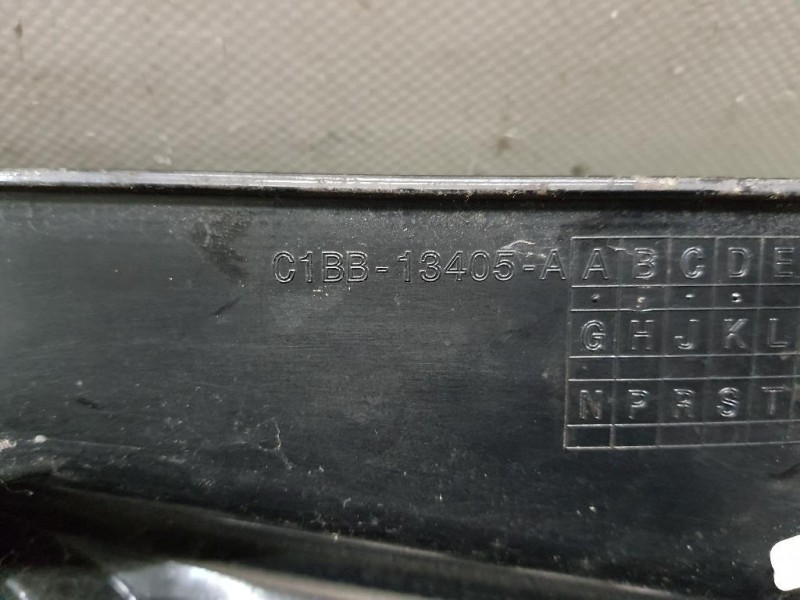 C1BB-13405-A
A B C D E
G H J K L
N P R S T